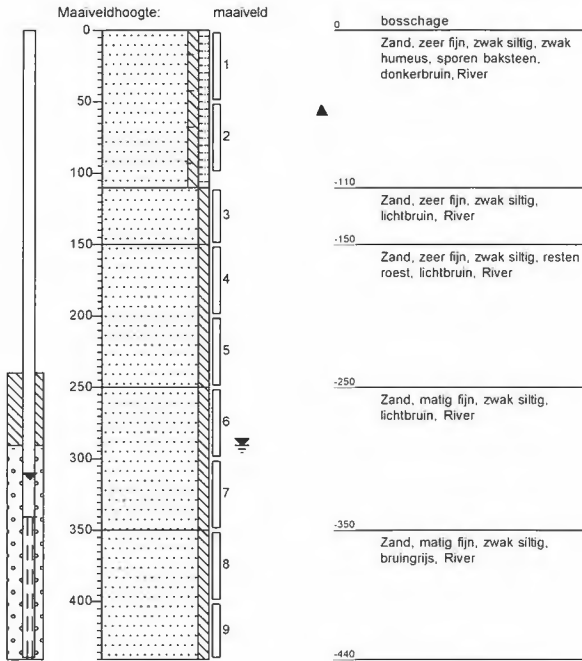 Maaiveldhoogte: maaiveld
0
50
100
150
200
250
300
350
400
1
2
3
4
5
6
7
8
9
0 bosschage
Zand, zeer fijn, zwak siltig, zwak
humeus, sporen baksteen,
donkerbruin, River
-110
Zand, zeer fijn, zwak siltig,
lichtbruin, River
-150
Zand, zeer fijn, zwak siltig, resten
roest, lichtbruin, River
-250
Zand, matig fijn, zwak siltig,
lichtbruin, River
-350
Zand, matig fijn, zwak siltig,
bruingrijs, River
-440